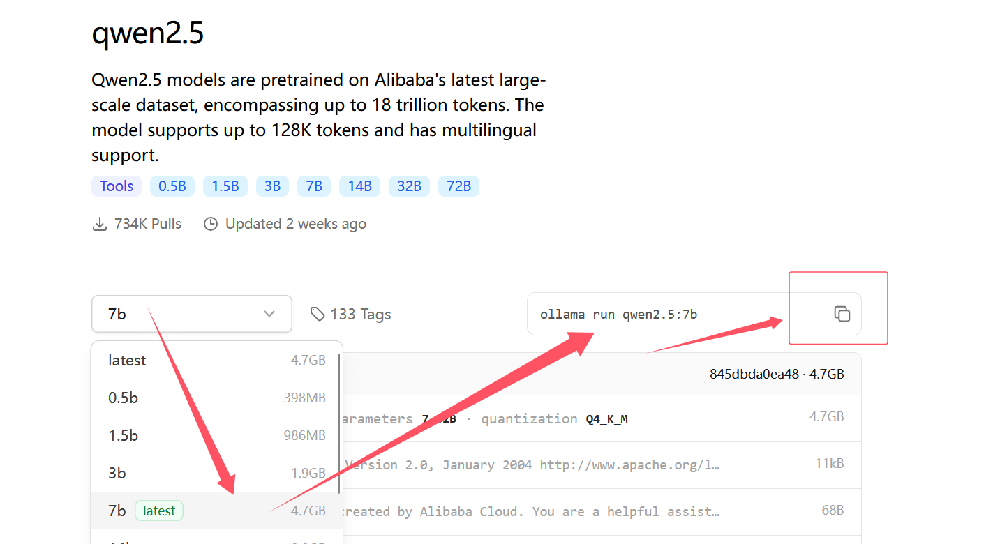 qwen2.5
Qwen2.5 models are pretrained on Alibaba's latest large-
scale dataset, encompassing up to 18 trillion tokens. The
model supports up to 128K tokens and has multilingual
support.
Tools 0.5B 1.5B 3B 7B 14B 32B 72B
734K Pulls Updated 2 weeks ago
7b 133 Tags ollama run qwen2.5:7b
latest 4.7GB
845dbda0ea48 · 4.7GB
0.5b 398MB
arameters · quantization Q4_K_M 4.7GB
1.5b 986MB
Version 2.0, January 2004 http://www.apache.org/l… 11kB
3b 1.9GB
7b latest 4.7GB
created by Alibaba Cloud. You are a helpful assist… 68B